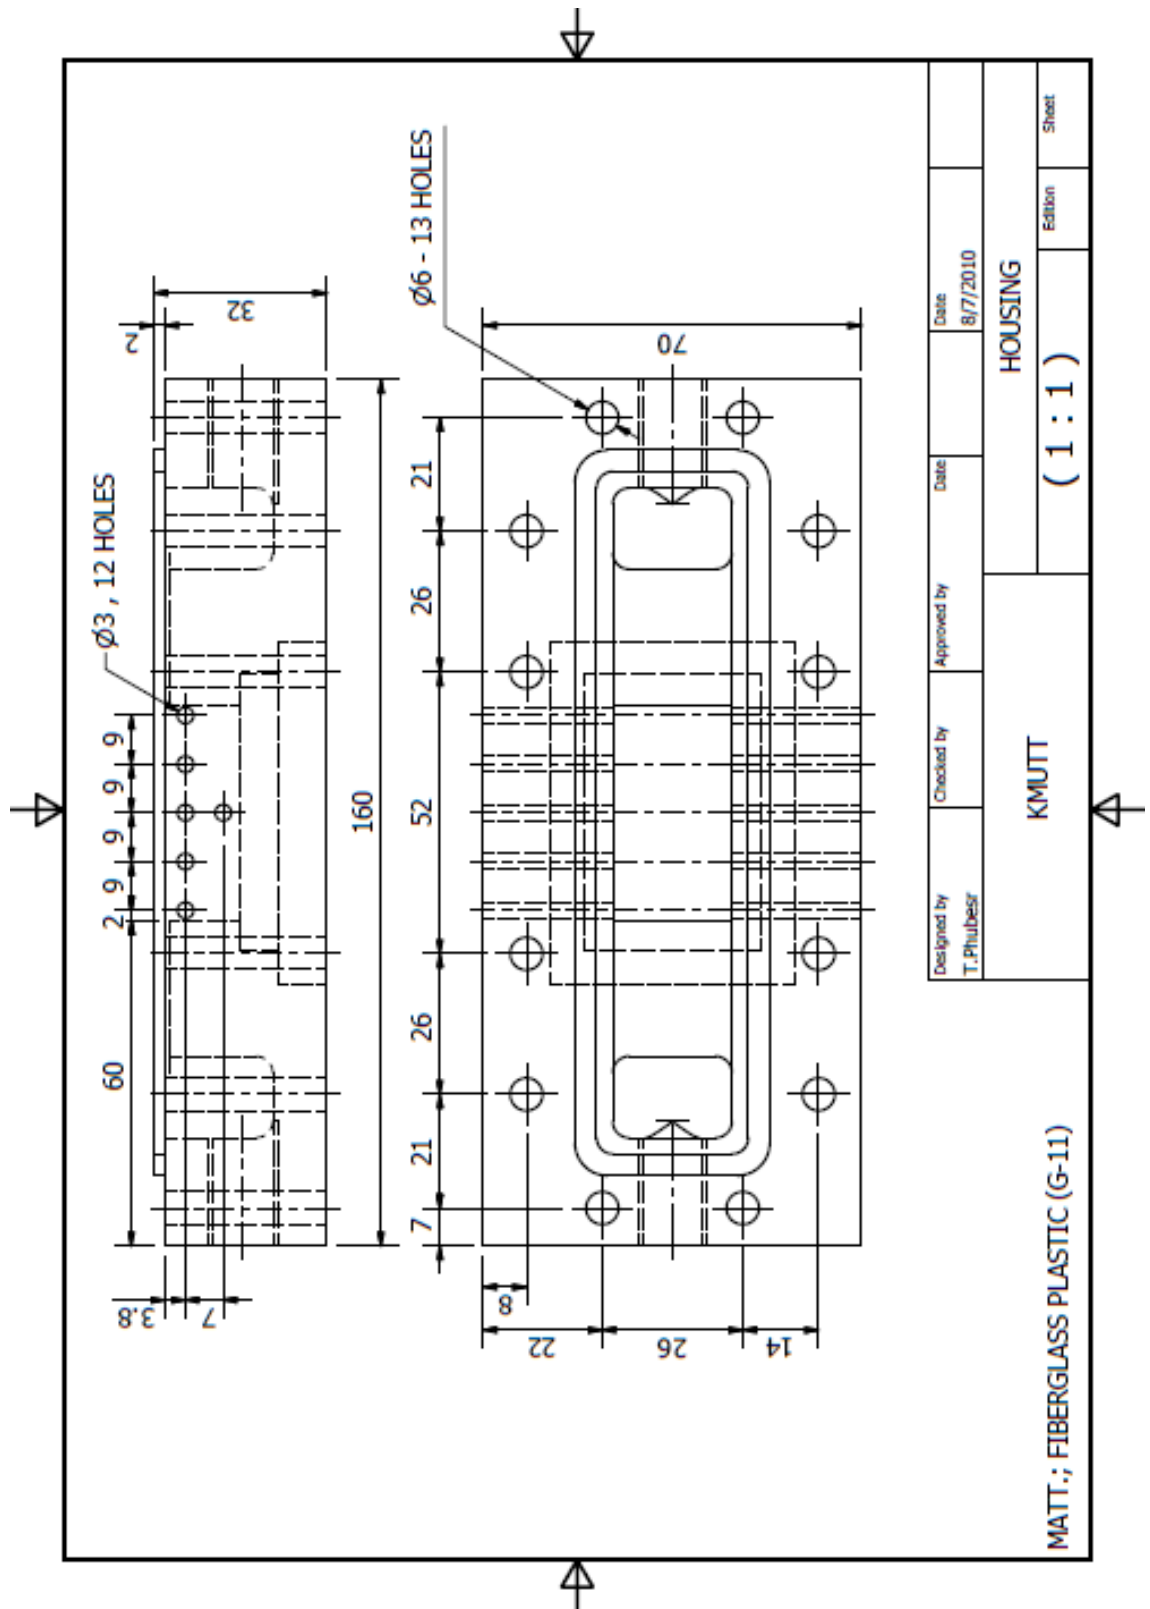 Ø3 , 12 HOLES
2
32
60
2
9
9
9
9
3.8
7
160
Ø6 - 13 HOLES
7
21
26
52
26
21
70
8
22
26
14
MATT.; FIBERGLASS PLASTIC (G-11)
Designed by
T.Phubesr
Checked by
Approved by
Date
Date
8/7/2010
KMUTT
HOUSING
( 1 : 1 )
Edition
Sheet